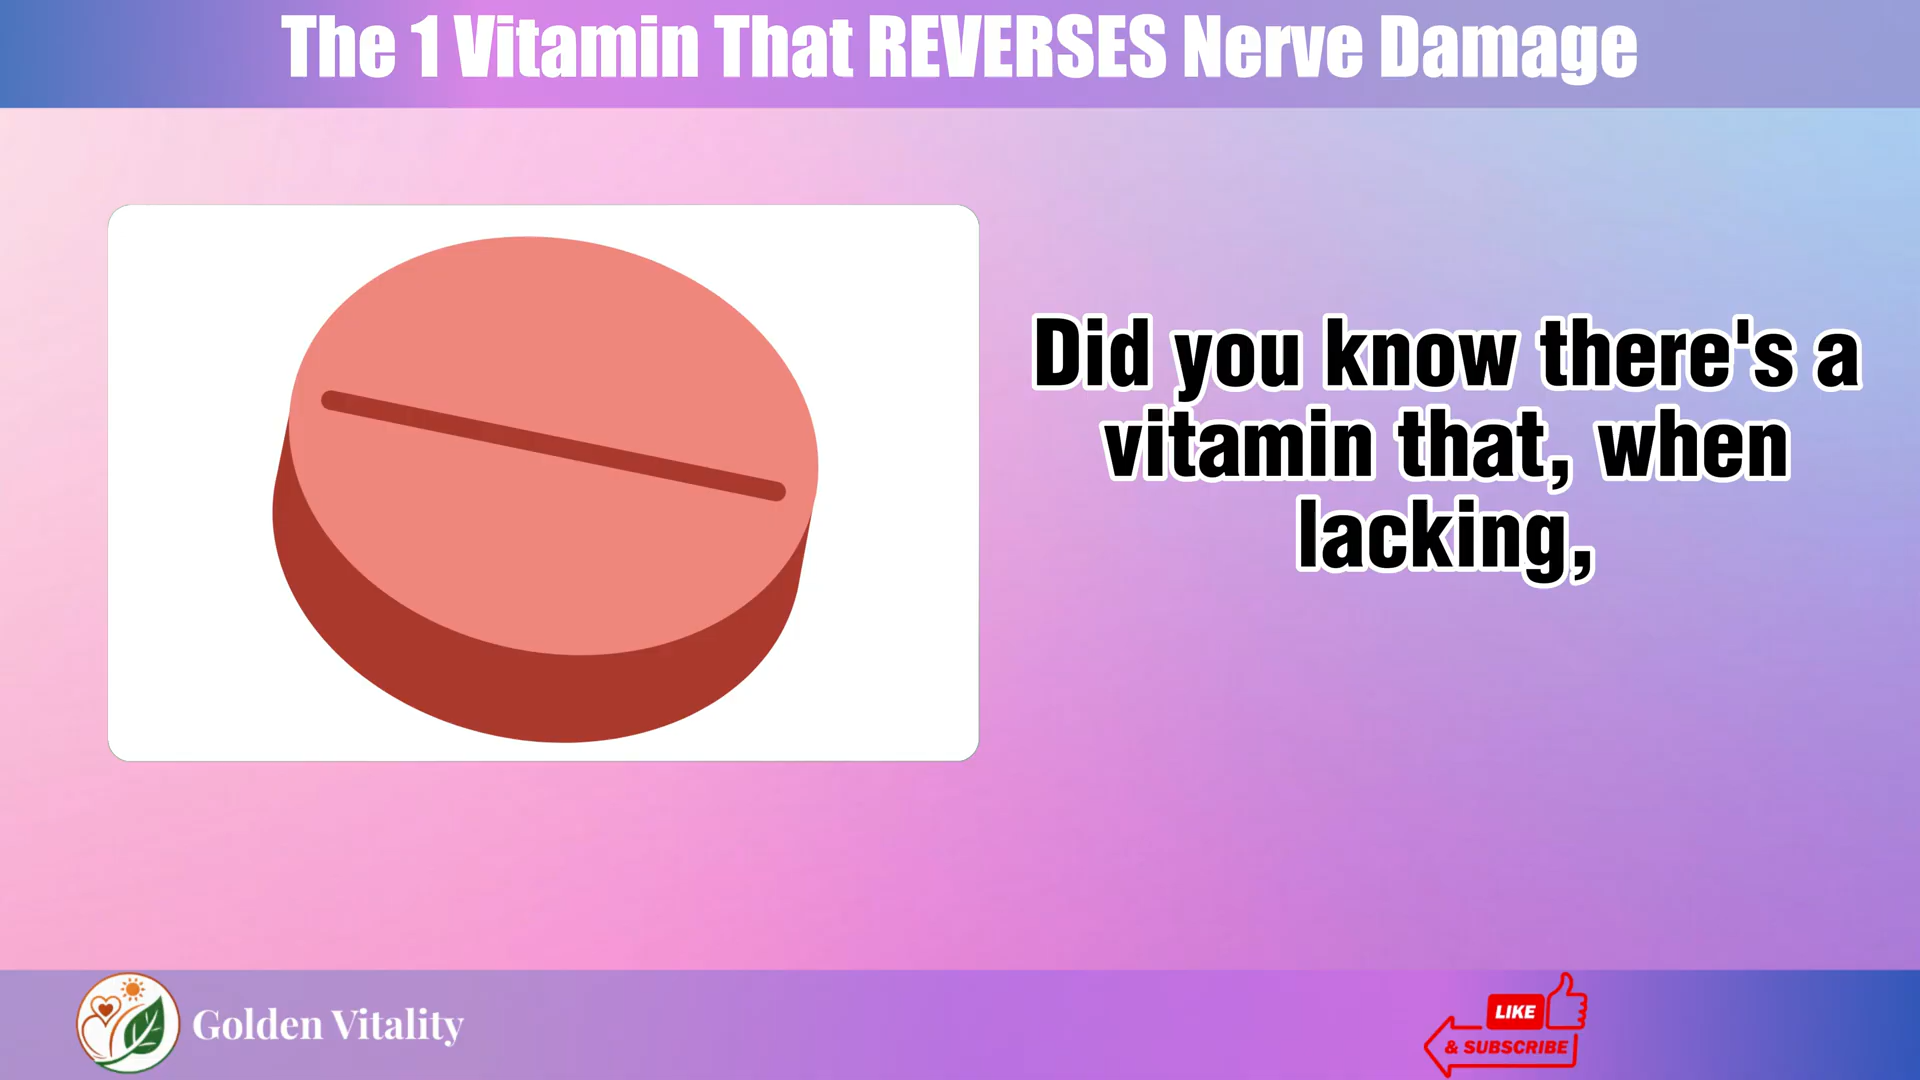 The 1 Vitamin That REVERSES Nerve Damage
Did you know there's a
vitamin that, when
lacking,
Golden Vitality
LIKE
& SUBSCRIBE